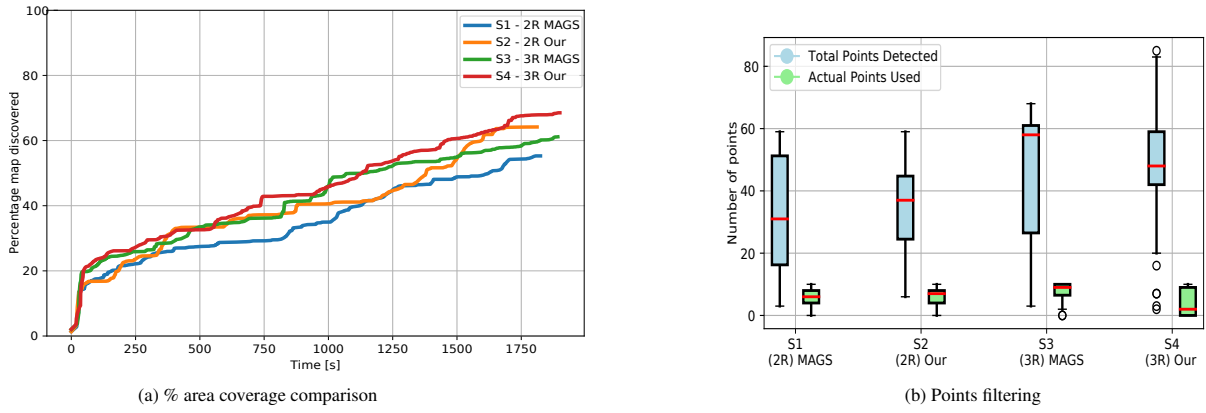 100
80
60
40
20
0
Percentage map discovered
0 250 500 750 1000 1250 1500 1750
Time [s]
S1 - 2R MAGS
S2 - 2R Our
S3 - 3R MAGS
S4 - 3R Our
(a) % area coverage comparison
80
60
40
20
0
Number of points
Total Points Detected
Actual Points Used
S1 S2 S3 S4
(2R) MAGS (2R) Our (3R) MAGS (3R) Our
(b) Points filtering